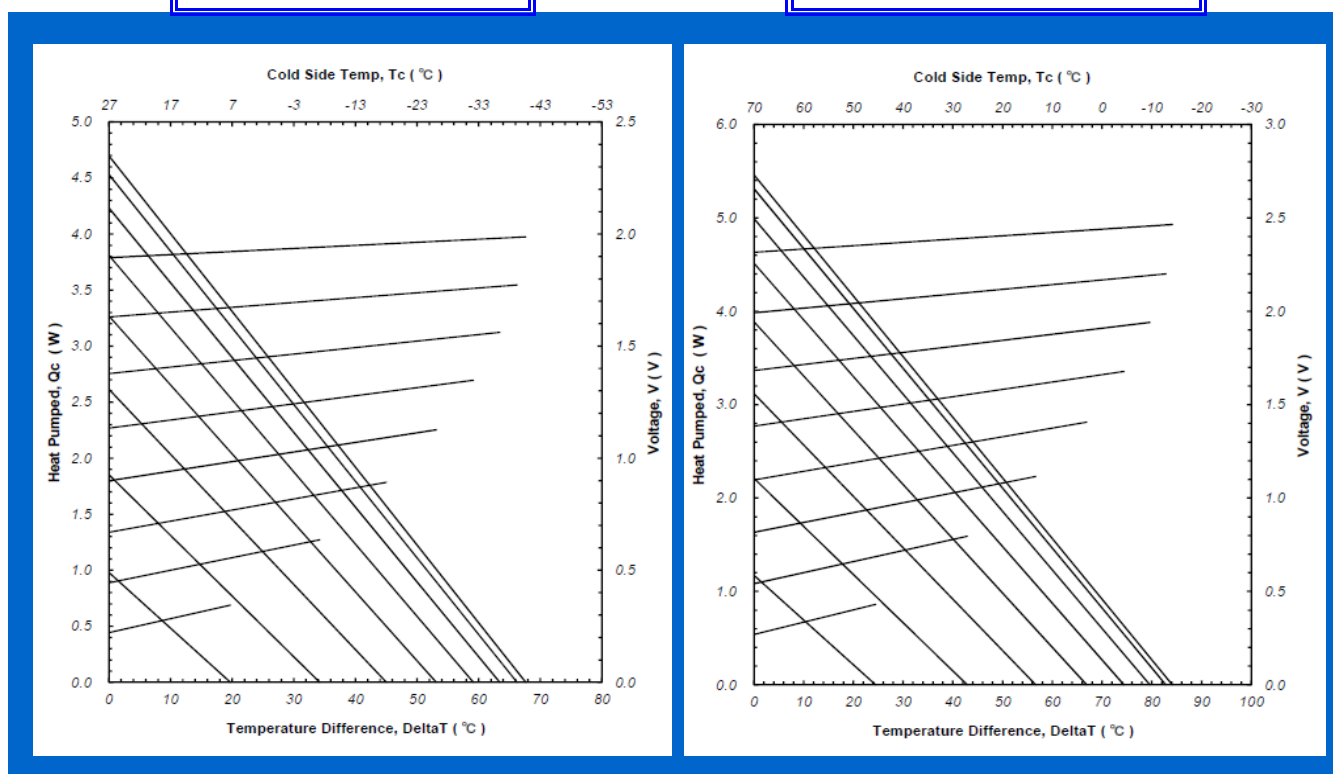 Cold Side Temp, Tc ( °C )
27 17 7 -3 -13 -23 -33 -43 -53
5.0 2.5
4.5
4.0 2.0
3.5
3.0 1.5
2.5
2.0 1.0
1.5
1.0 0.5
0.5
0.0 0.0
0 10 20 30 40 50 60 70 80
Heat Pumped, Qc ( W )
Voltage, V ( V )
Temperature Difference, DeltaT ( °C )
Cold Side Temp, Tc ( °C )
70 60 50 40 30 20 10 0 -10 -20 -30
6.0 3.0
5.0 2.5
4.0 2.0
3.0 1.5
2.0 1.0
1.0 0.5
0.0 0.0
0 10 20 30 40 50 60 70 80 90 100
Heat Pumped, Qc ( W )
Voltage, V ( V )
Temperature Difference, DeltaT ( °C )